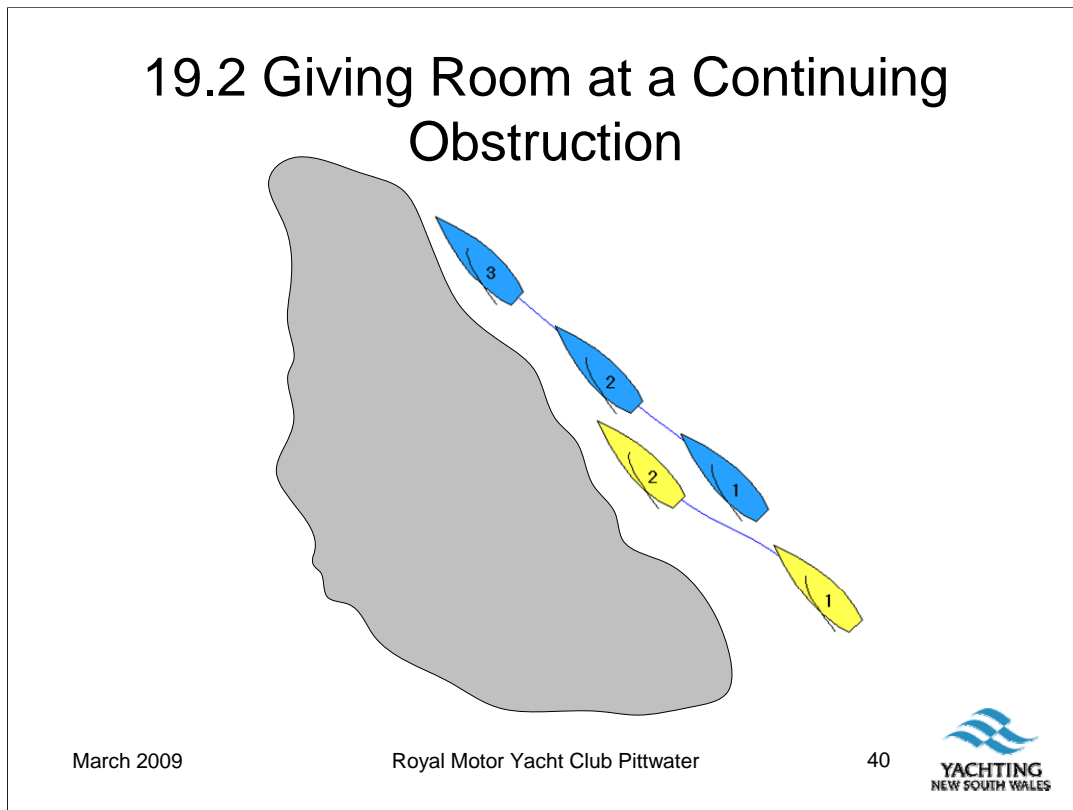 19.2 Giving Room at a Continuing
Obstruction
3
2
2
1
1
March 2009
Royal Motor Yacht Club Pittwater
40
YACHTING
NEW SOUTH WALES